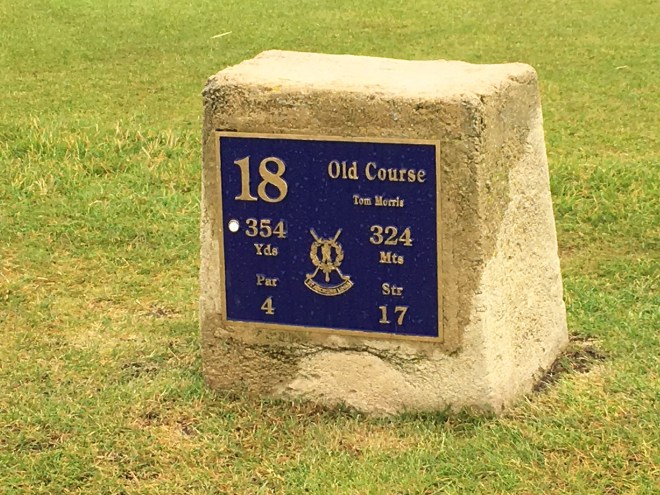 18 Old Course
Tom Morris
354 324
Yds Mts
Par Str
4 17